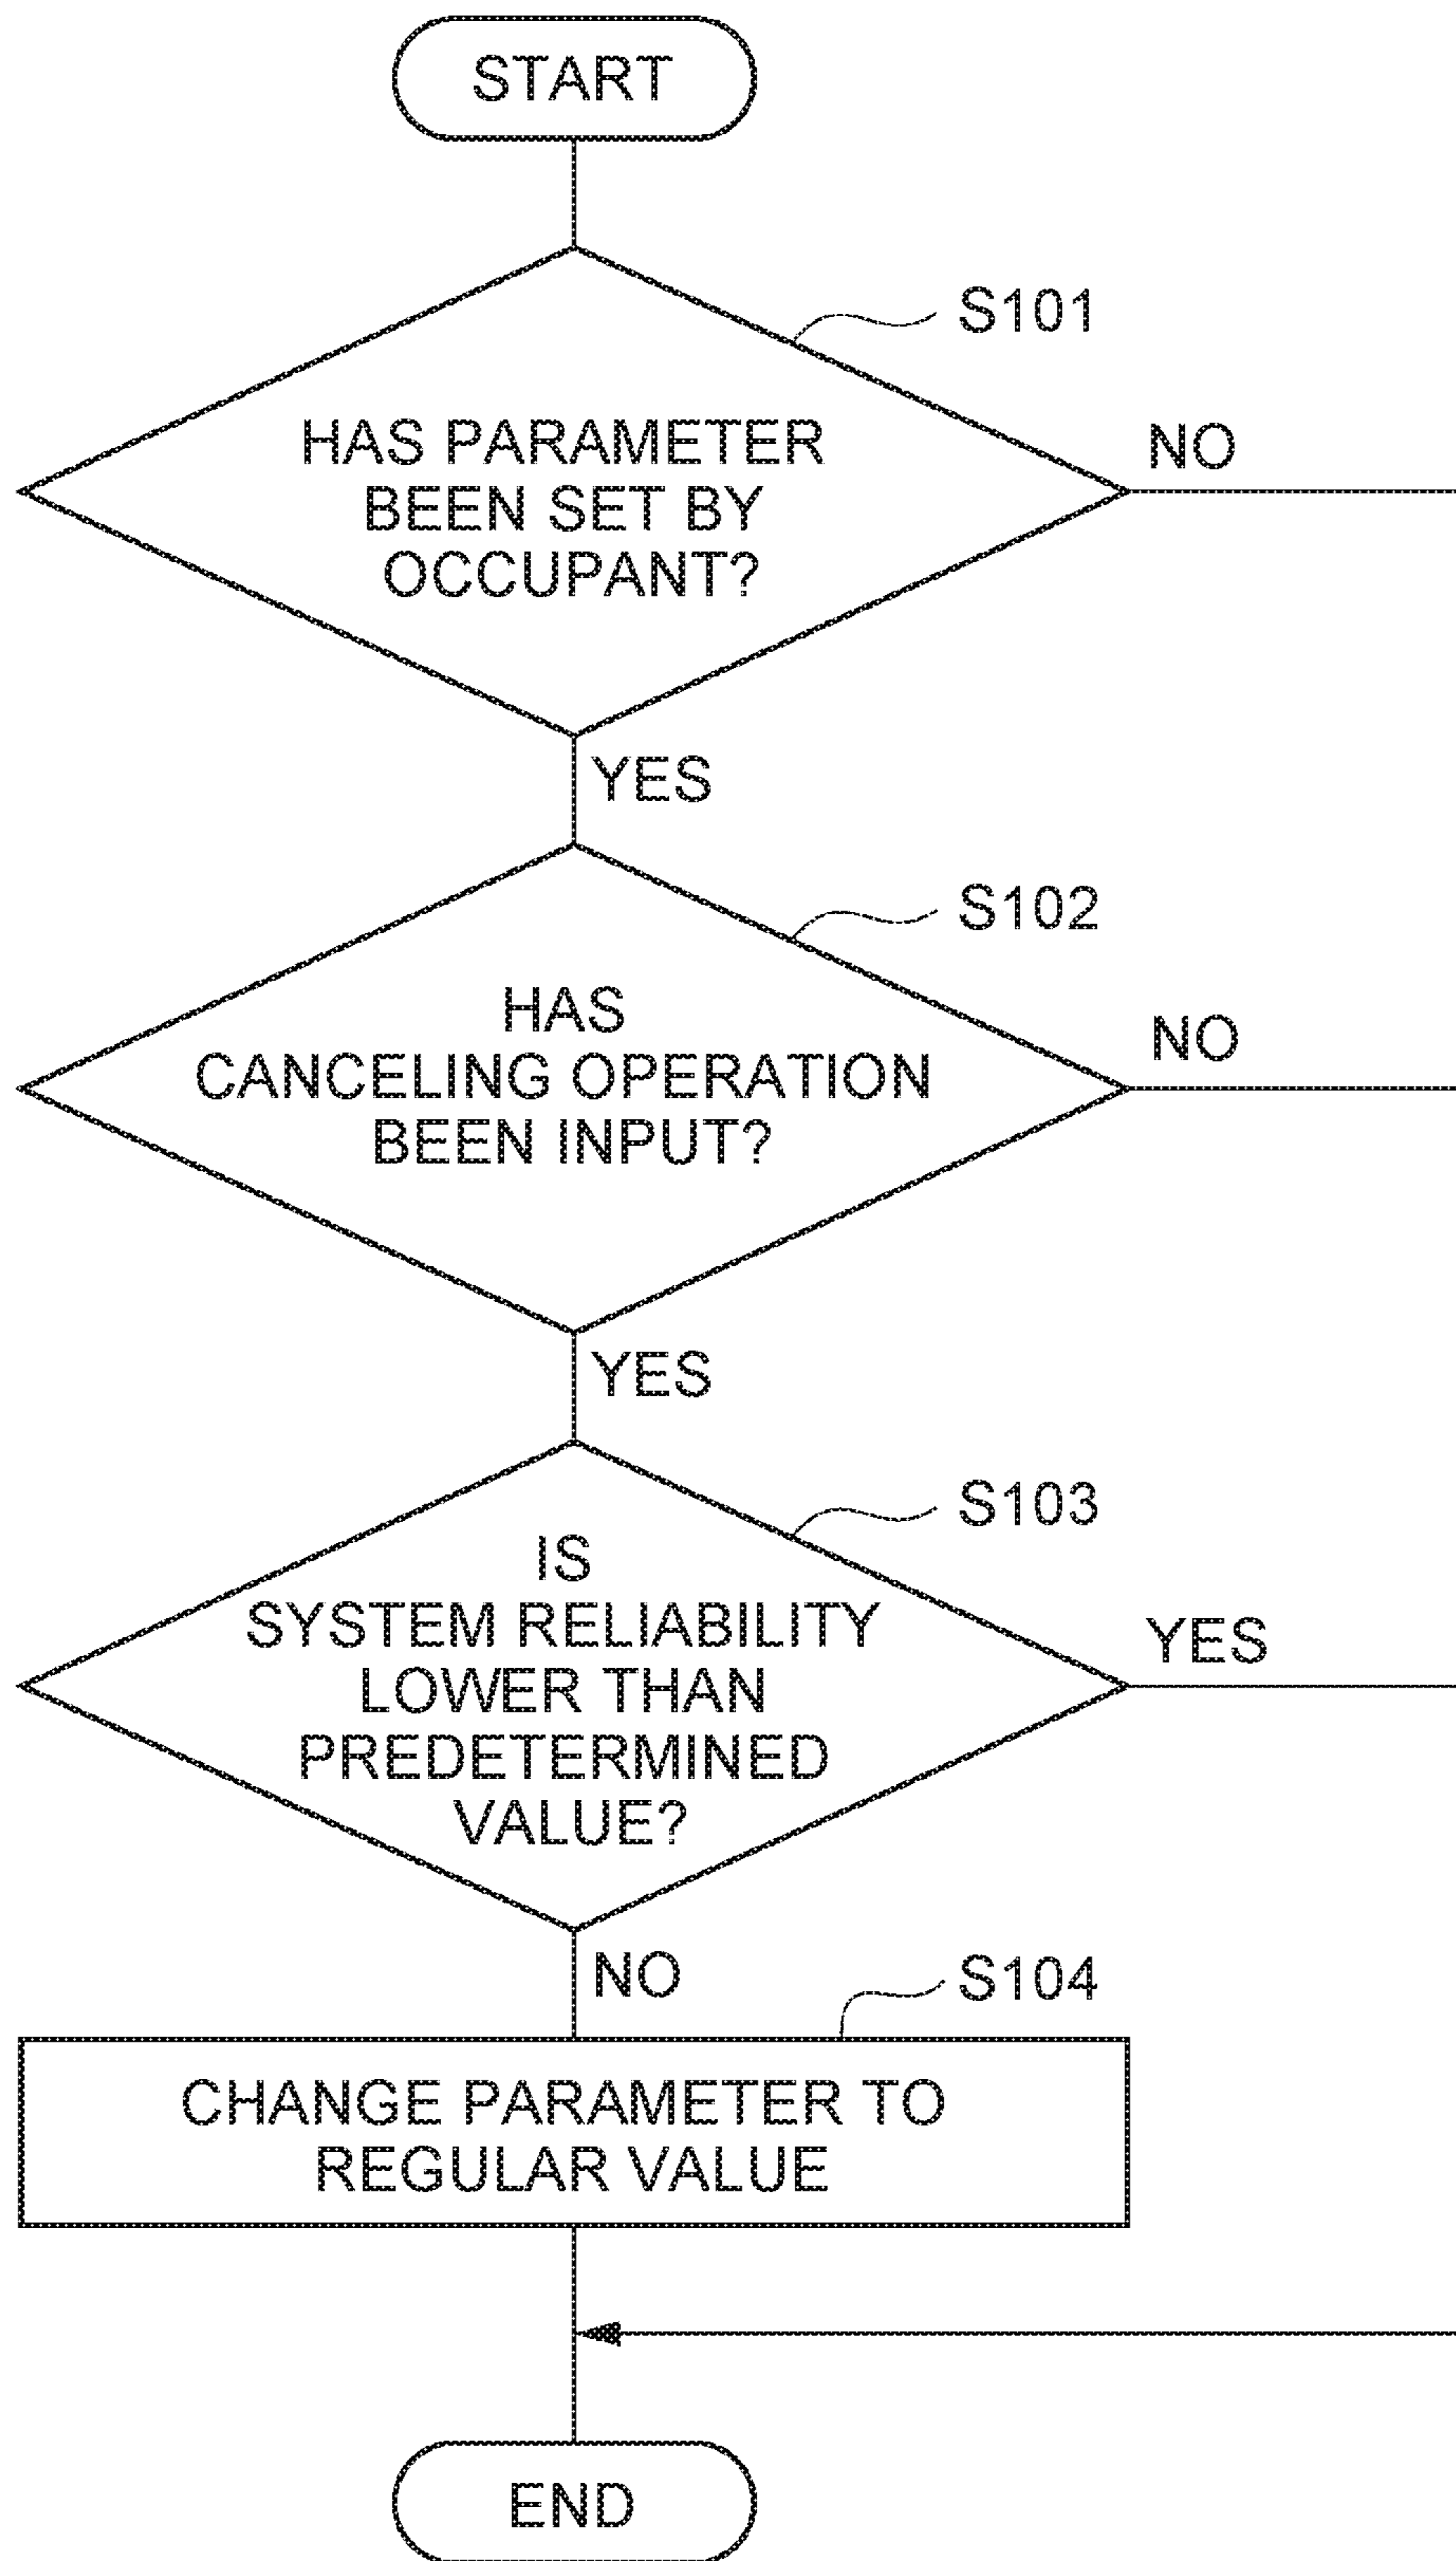 START
S101
HAS PARAMETER
BEEN SET BY
OCCUPANT?
NO
YES
S102
HAS
CANCELING OPERATION
BEEN INPUT?
NO
YES
S103
IS
SYSTEM RELIABILITY
LOWER THAN
PREDETERMINED
VALUE?
YES
NO
S104
CHANGE PARAMETER TO
REGULAR VALUE
END